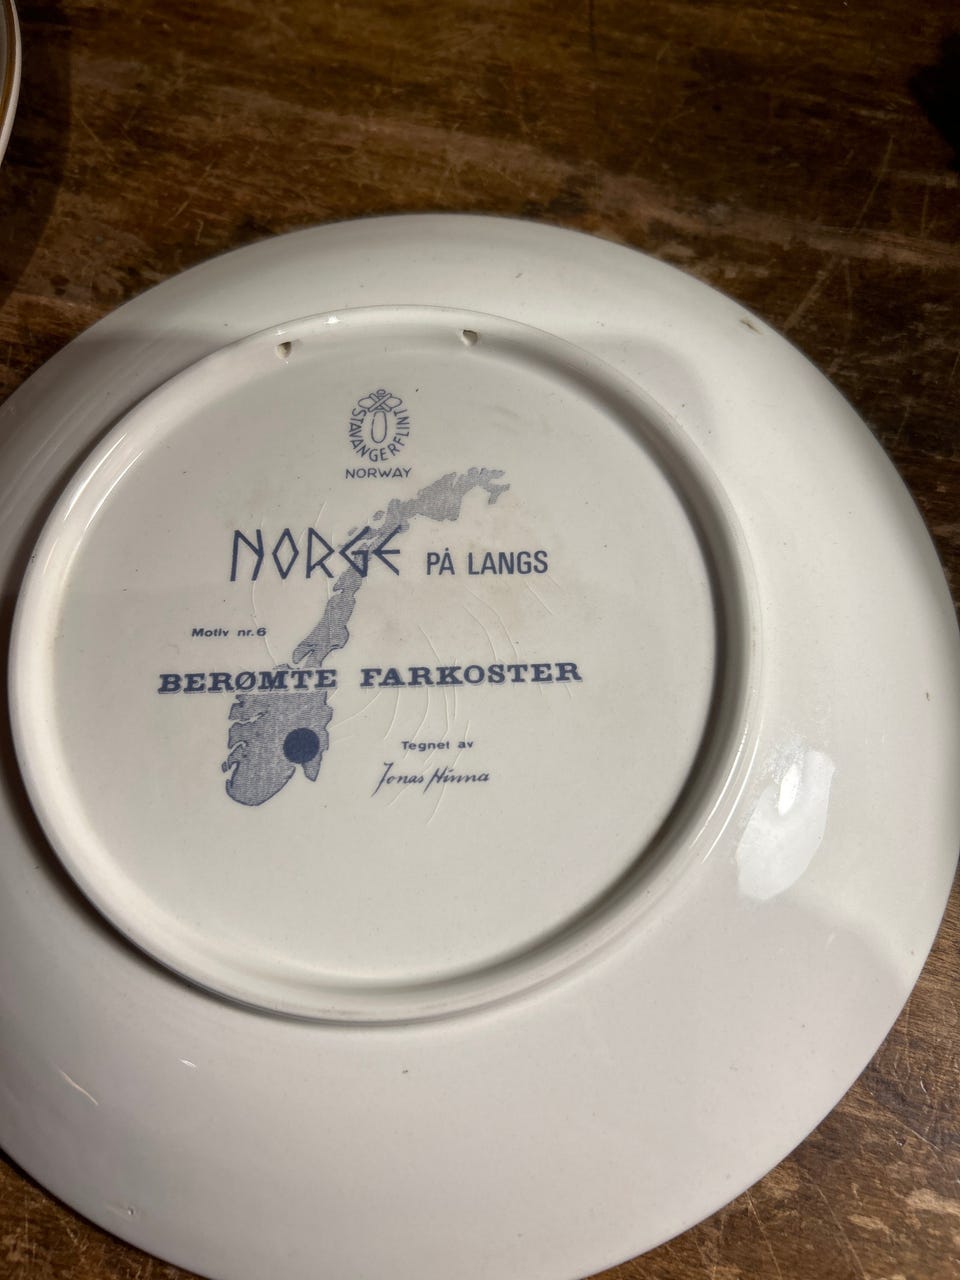 STAVANGERFLINT
NORWAY
NORGE PÅ LANGS
Motiv nr. 6
BERØMTE FARKOSTER
Tegnet av
Jonas Hinna